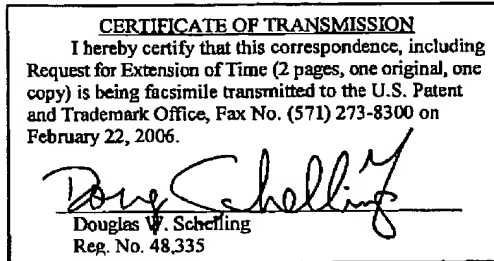 CERTIFICATE OF TRANSMISSION
I hereby certify that this correspondence, including
Request for Extension of Time (2 pages, one original, one
copy) is being facsimile transmitted to the U.S. Patent
and Trademark Office, Fax No. (571) 273-8300 on
February 22, 2006.
Doug Schelling
Douglas W. Schelling
Reg. No. 48,335